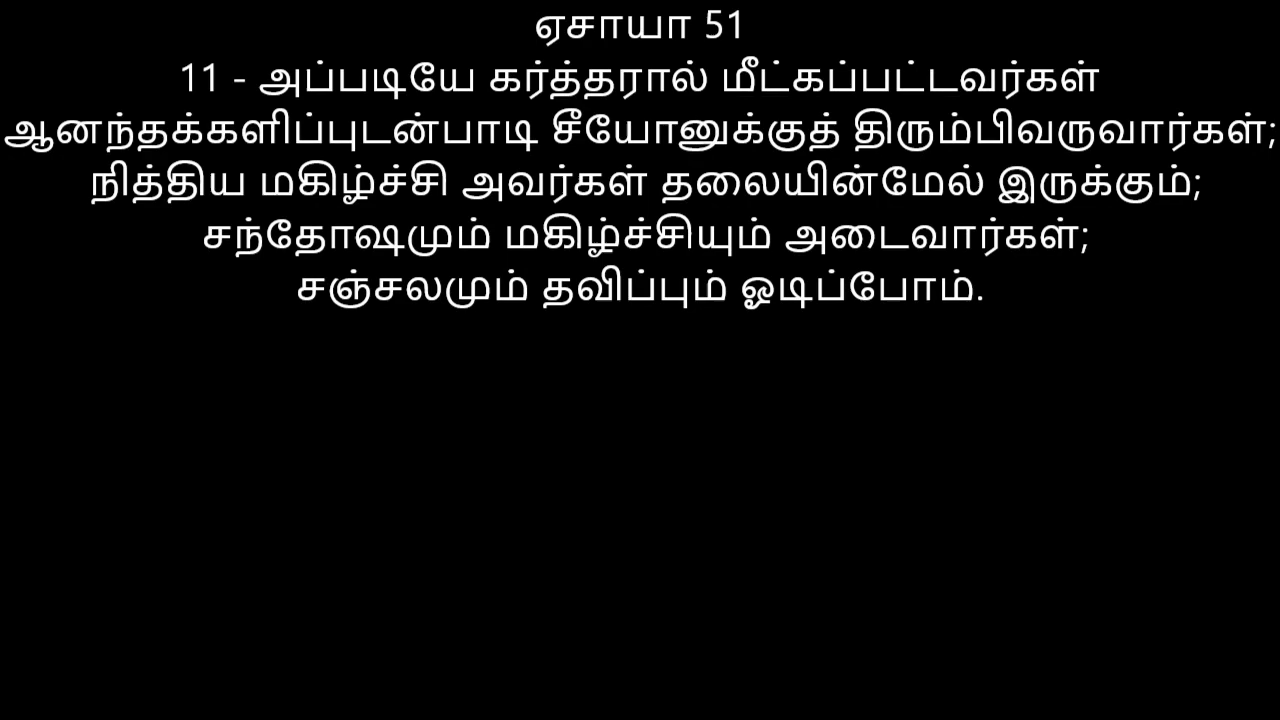 ஏசாயா 51
11 - அப்படியே கர்த்தரால் மீட்கப்பட்டவர்கள்
ஆனந்தக்களிப்புடன்பாடி சீயோனுக்குத் திரும்பிவருவார்கள்;
நித்திய மகிழ்ச்சி அவர்கள் தலையின்மேல் இருக்கும்;
சந்தோஷமும் மகிழ்ச்சியும் அடைவார்கள்;
சஞ்சலமும் தவிப்பும் ஓடிப்போம்.